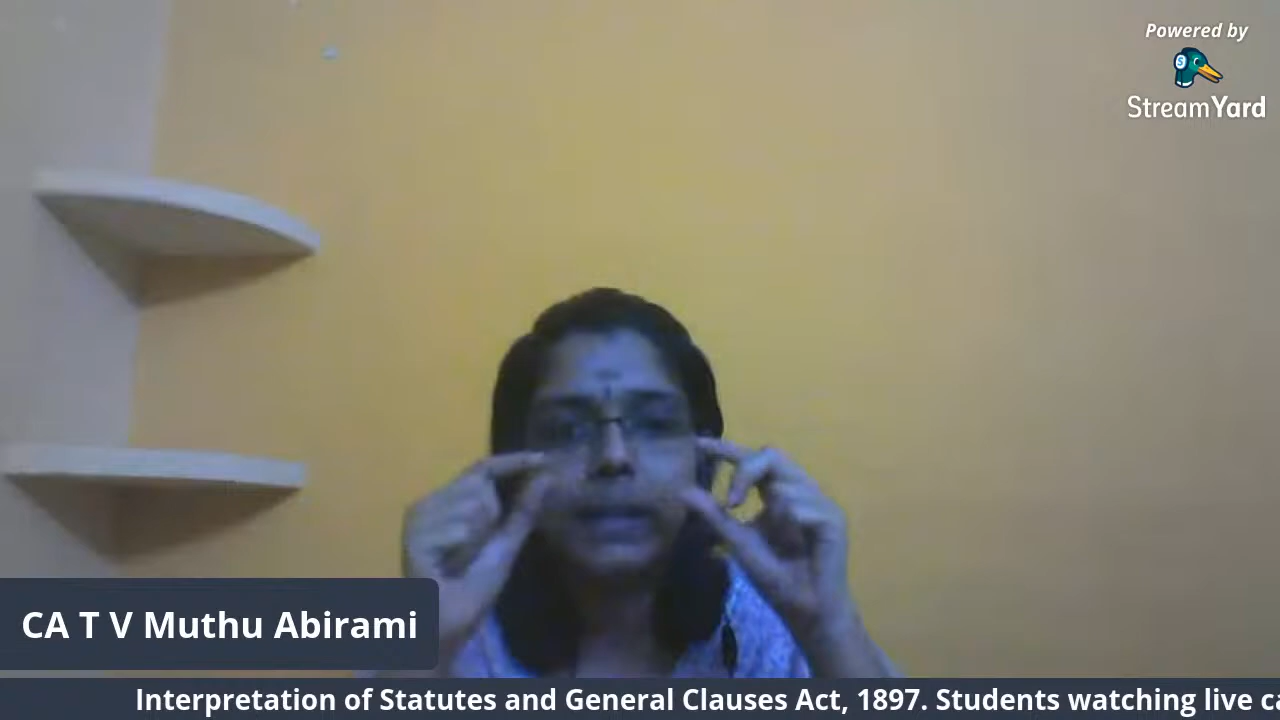 Powered by
StreamYard
CA T V Muthu Abirami
Interpretation of Statutes and General Clauses Act, 1897. Students watching live